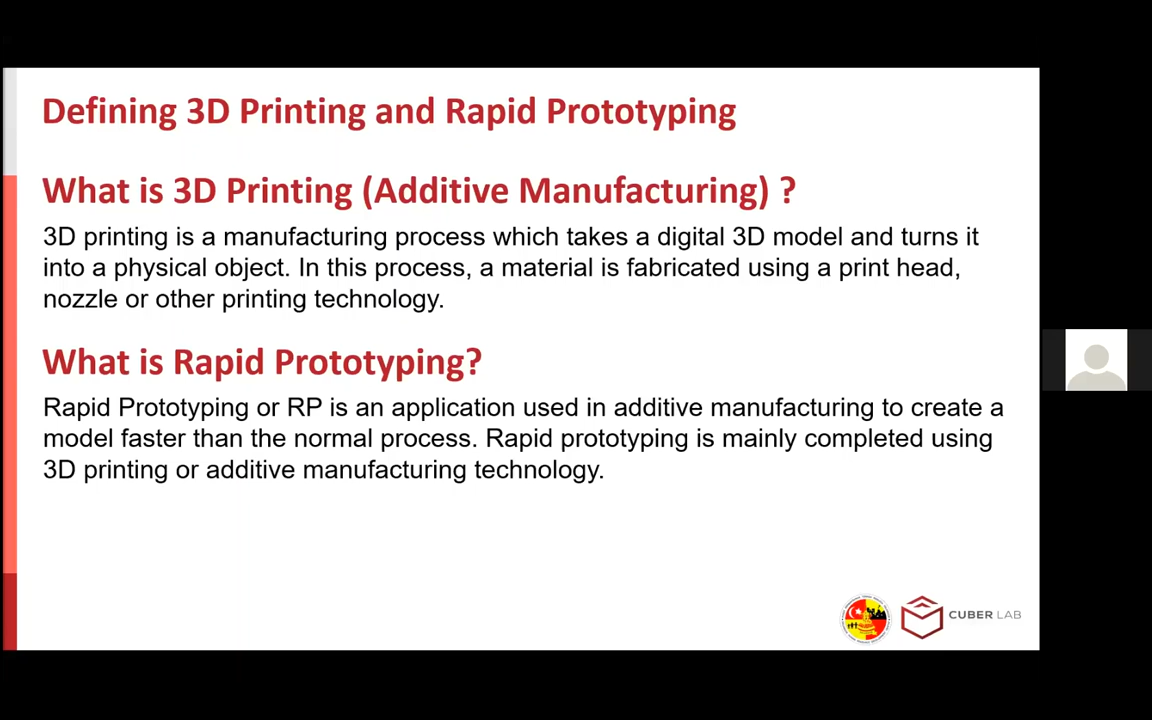 Defining 3D Printing and Rapid Prototyping
What is 3D Printing (Additive Manufacturing) ?
3D printing is a manufacturing process which takes a digital 3D model and turns it
into a physical object. In this process, a material is fabricated using a print head,
nozzle or other printing technology.
What is Rapid Prototyping?
Rapid Prototyping or RP is an application used in additive manufacturing to create a
model faster than the normal process. Rapid prototyping is mainly completed using
3D printing or additive manufacturing technology.
CUBER LAB